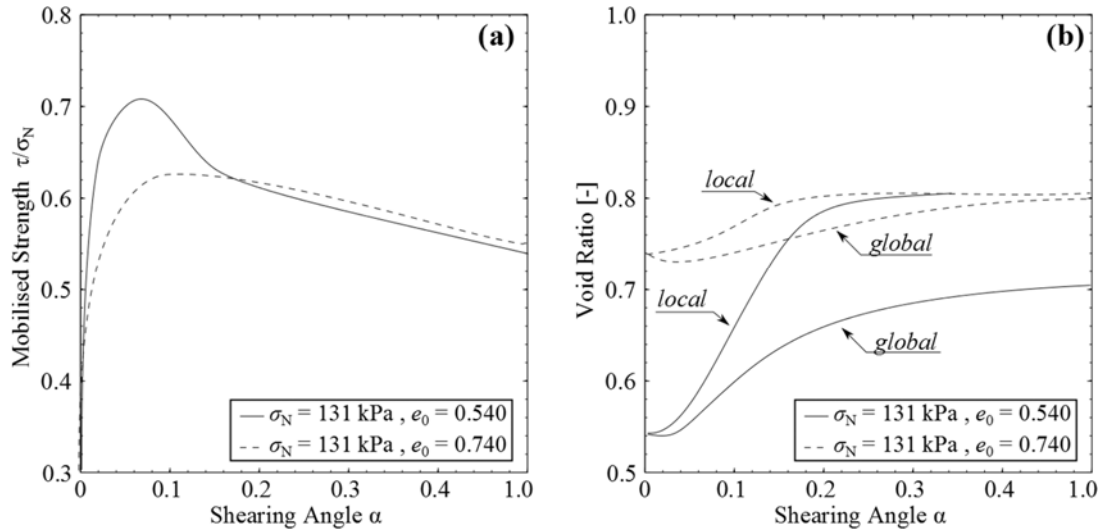 (a)
0.8
0.7
0.6
0.5
0.4
0.3
Mobilised Strength τ/σN
0 0.1 0.2 0.3 0.4 1.0
Shearing Angle α
σN = 131 kPa , e0 = 0.540
σN = 131 kPa , e0 = 0.740
(b)
1.0
0.9
0.8
0.7
0.6
0.5
Void Ratio [-]
local
global
local
global
0 0.1 0.2 0.3 0.4 1.0
Shearing Angle α
σN = 131 kPa , e0 = 0.540
σN = 131 kPa , e0 = 0.740